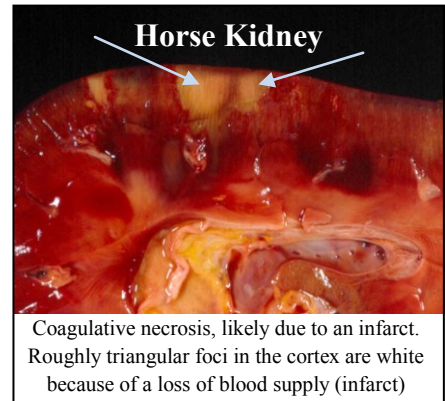 Horse Kidney
Coagulative necrosis, likely due to an infarct.
Roughly triangular foci in the cortex are white
because of a loss of blood supply (infarct)